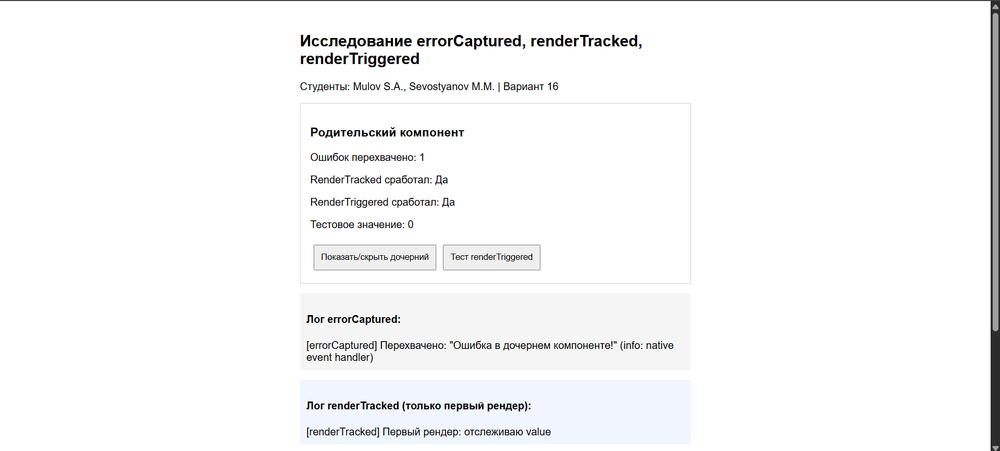 Исследование errorCaptured, renderTracked,
renderTriggered
Студенты: Mulov S.A., Sevostyanov M.M. | Вариант 16
Родительский компонент
Ошибок перехвачено: 1
RenderTracked сработал: Да
RenderTriggered сработал: Да
Тестовое значение: 0
Показать/скрыть дочерний
Тест renderTriggered
Лог errorCaptured:
[errorCaptured] Перехвачено: "Ошибка в дочернем компоненте!" (info: native
event handler)
Лог renderTracked (только первый рендер):
[renderTracked] Первый рендер: отслеживаю value